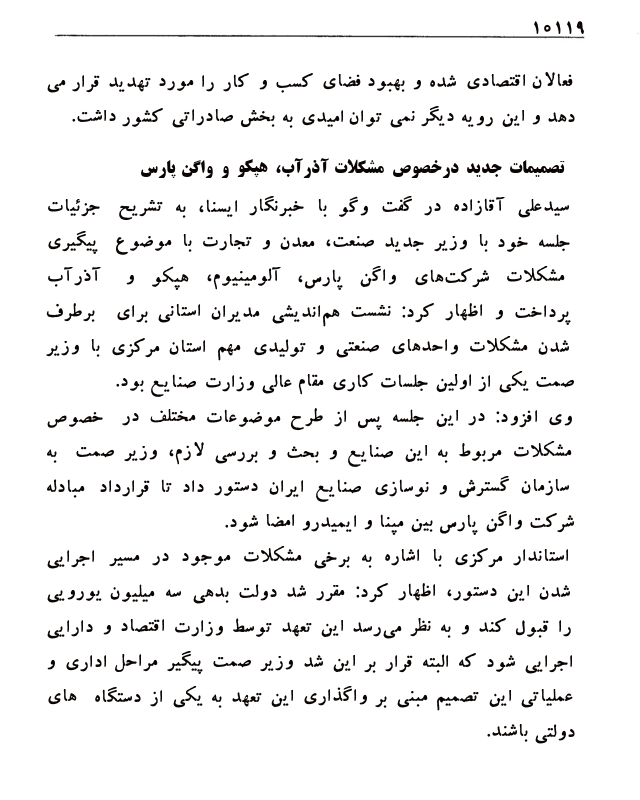 ۱۰۱۱۹
فعالان اقتصادی شده و بهبود فضای کسب و کار را مورد تهدید قرار می
دهد و این رویه دیگر نمی توان امیدی به بخش صادراتی کشور داشت.
تصمیمات جدید درخصوص مشکلات آذرآب، هپکو و واگن پارس
سیدعلی آقازاده در گفت وگو با خبرنگار ایسنا، به تشریح جزئیات
جلسه خود با وزیر جدید صنعت، معدن و تجارت با موضوع پیگیری
مشکلات شرکت‌های واگن پارس، آلومینیوم، هپکو و آذرآب
پرداخت و اظهار کرد: نشست هم‌اندیشی مدیران استانی برای برطرف
شدن مشکلات واحدهای صنعتی و تولیدی مهم استان مرکزی با وزیر
صمت یکی از اولین جلسات کاری مقام عالی وزارت صنایع بود.
وی افزود: در این جلسه پس از طرح موضوعات مختلف در خصوص
مشکلات مربوط به این صنایع و بحث و بررسی لازم، وزیر صمت به
سازمان گسترش و نوسازی صنایع ایران دستور داد تا قرارداد مبادله
شرکت واگن پارس بین مپنا و ایمیدرو امضا شود.
استاندار مرکزی با اشاره به برخی مشکلات موجود در مسیر اجرایی
شدن این دستور، اظهار کرد: مقرر شد دولت بدهی سه میلیون یورویی
را قبول کند و به نظر می‌رسد این تعهد توسط وزارت اقتصاد و دارایی
اجرایی شود که البته قرار بر این شد وزیر صمت پیگیر مراحل اداری و
عملیاتی این تصمیم مبنی بر واگذاری این تعهد به یکی از دستگاه های
دولتی باشند.